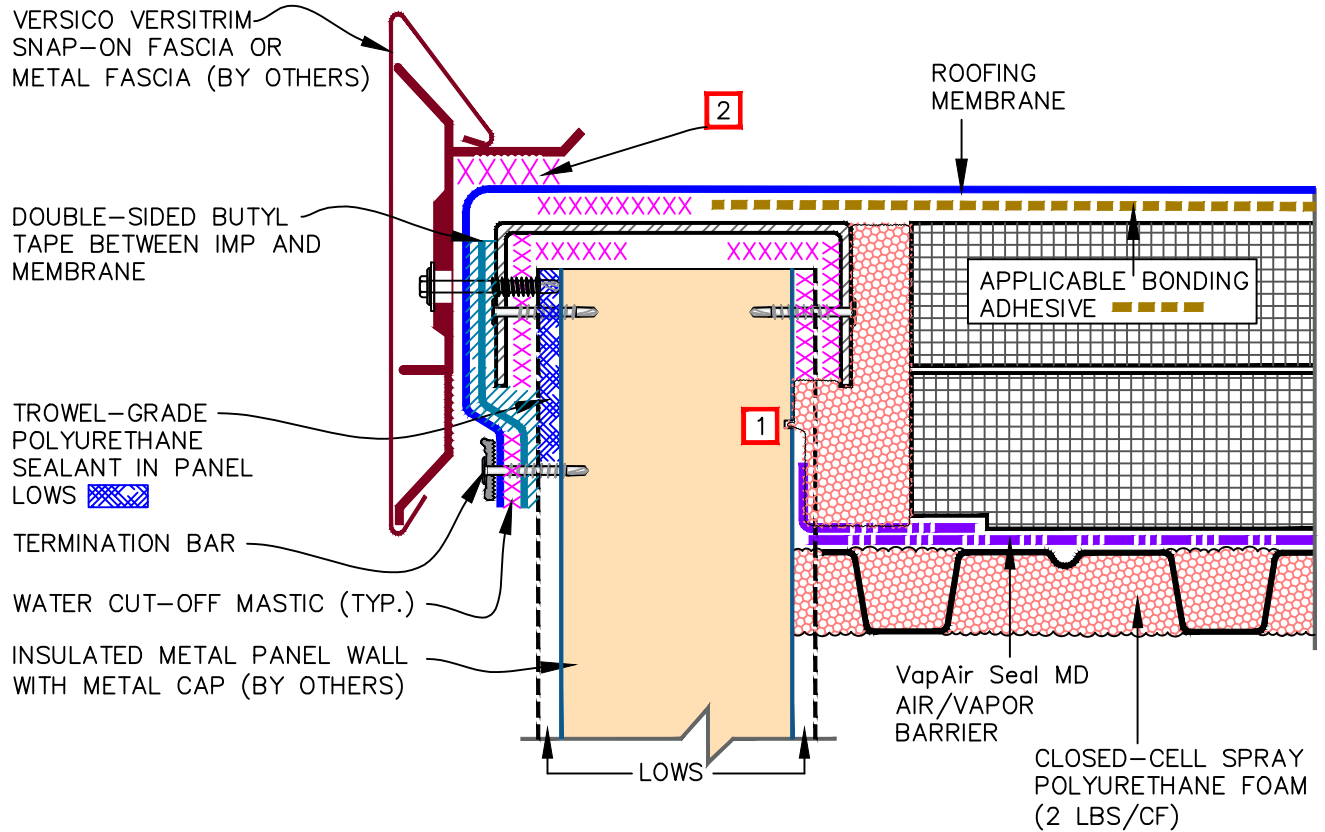 VERSICO VERSITRIM
SNAP-ON FASCIA OR
METAL FASCIA (BY OTHERS)
2
ROOFING
MEMBRANE
DOUBLE-SIDED BUTYL
TAPE BETWEEN IMP AND
MEMBRANE
APPLICABLE BONDING
ADHESIVE
TROWEL-GRADE
POLYURETHANE
SEALANT IN PANEL
LOWS
1
TERMINATION BAR
WATER CUT-OFF MASTIC (TYP.)
INSULATED METAL PANEL WALL
WITH METAL CAP (BY OTHERS)
VapAir Seal MD
AIR/VAPOR
BARRIER
LOWS
CLOSED-CELL SPRAY
POLYURETHANE FOAM
(2 LBS/CF)